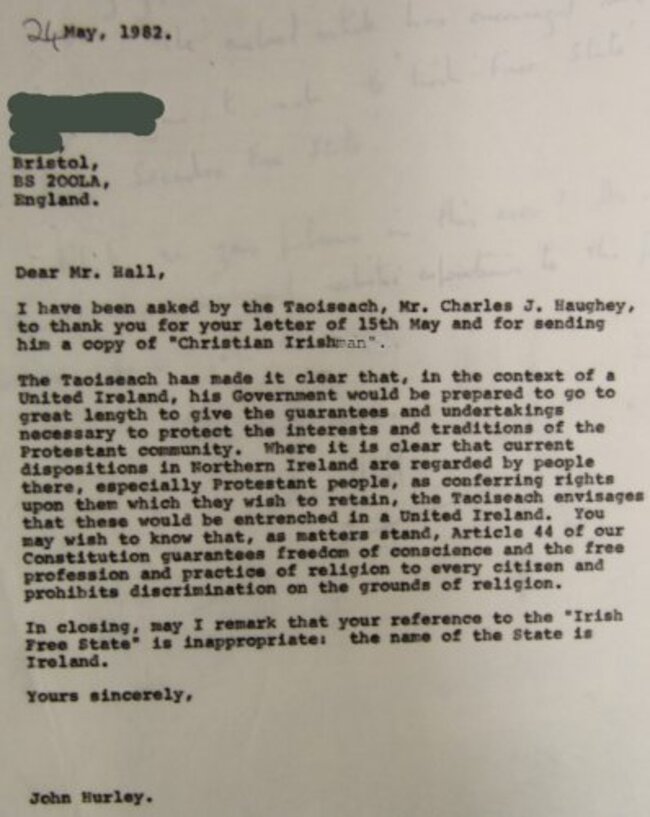 24 May, 1982.
Bristol,
BS 200LA,
England.
Dear Mr. Hall,
I have been asked by the Taoiseach, Mr. Charles J. Haughey,
to thank you for your letter of 15th May and for sending
him a copy of "Christian Irishman".
The Taoiseach has made it clear that, in the context of a
United Ireland, his Government would be prepared to go to
great length to give the guarantees and undertakings
necessary to protect the interests and traditions of the
Protestant community. Where it is clear that current
dispositions in Northern Ireland are regarded by people
there, especially Protestant people, as conferring rights
upon them which they wish to retain, the Taoiseach envisages
that these would be entrenched in a United Ireland. You
may wish to know that, as matters stand, Article 44 of our
Constitution guarantees freedom of conscience and the free
profession and practice of religion to every citizen and
prohibits discrimination on the grounds of religion.
In closing, may I remark that your reference to the "Irish
Free State" is inappropriate: the name of the State is
Ireland.
Yours sincerely,
John Hurley.